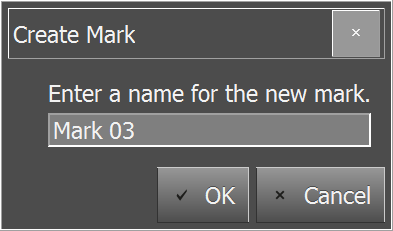 Create Mark
Enter a name for the new mark.
Mark 03
OK
Cancel